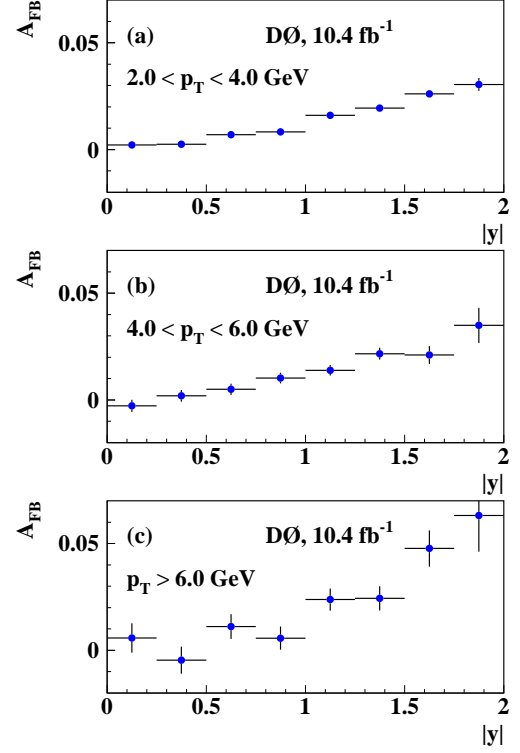 A_FB
0.05
(a) DØ, 10.4 fb⁻¹
2.0 < p_T < 4.0 GeV
0
0 0.5 1 1.5 2
|y|
A_FB
0.05
(b) DØ, 10.4 fb⁻¹
4.0 < p_T < 6.0 GeV
0
0 0.5 1 1.5 2
|y|
A_FB
0.05
(c) DØ, 10.4 fb⁻¹
p_T > 6.0 GeV
0
0 0.5 1 1.5 2
|y|